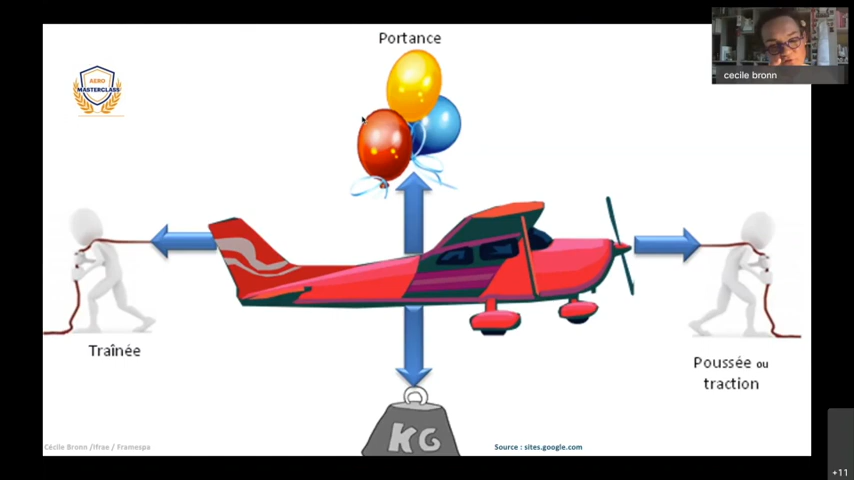 Portance
AERO
MASTERCLASS
cecile bronn
Traînée
Poussée ou
traction
KG
Cécile Bronn /Ifrae / Framespa
Source : sites.google.com
+11